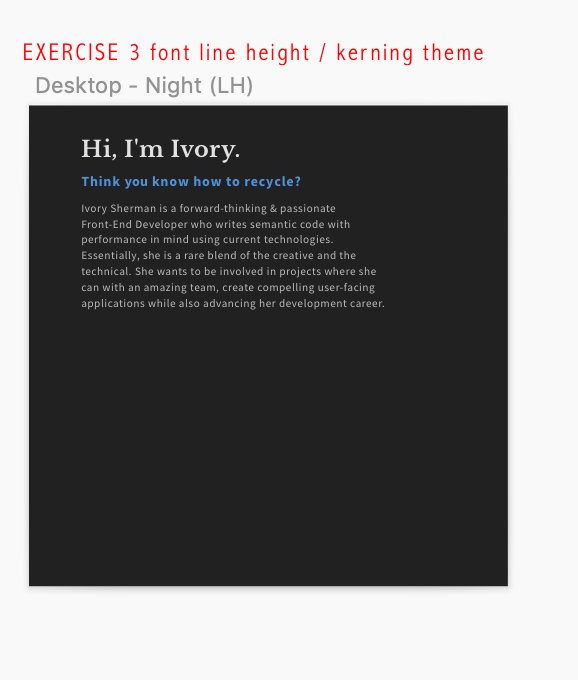 EXERCISE 3 font line height / kerning theme
Desktop - Night (LH)
Hi, I'm Ivory.
Think you know how to recycle?
Ivory Sherman is a forward-thinking & passionate
Front-End Developer who writes semantic code with
performance in mind using current technologies.
Essentially, she is a rare blend of the creative and the
technical. She wants to be involved in projects where she
can with an amazing team, create compelling user-facing
applications while also advancing her development career.